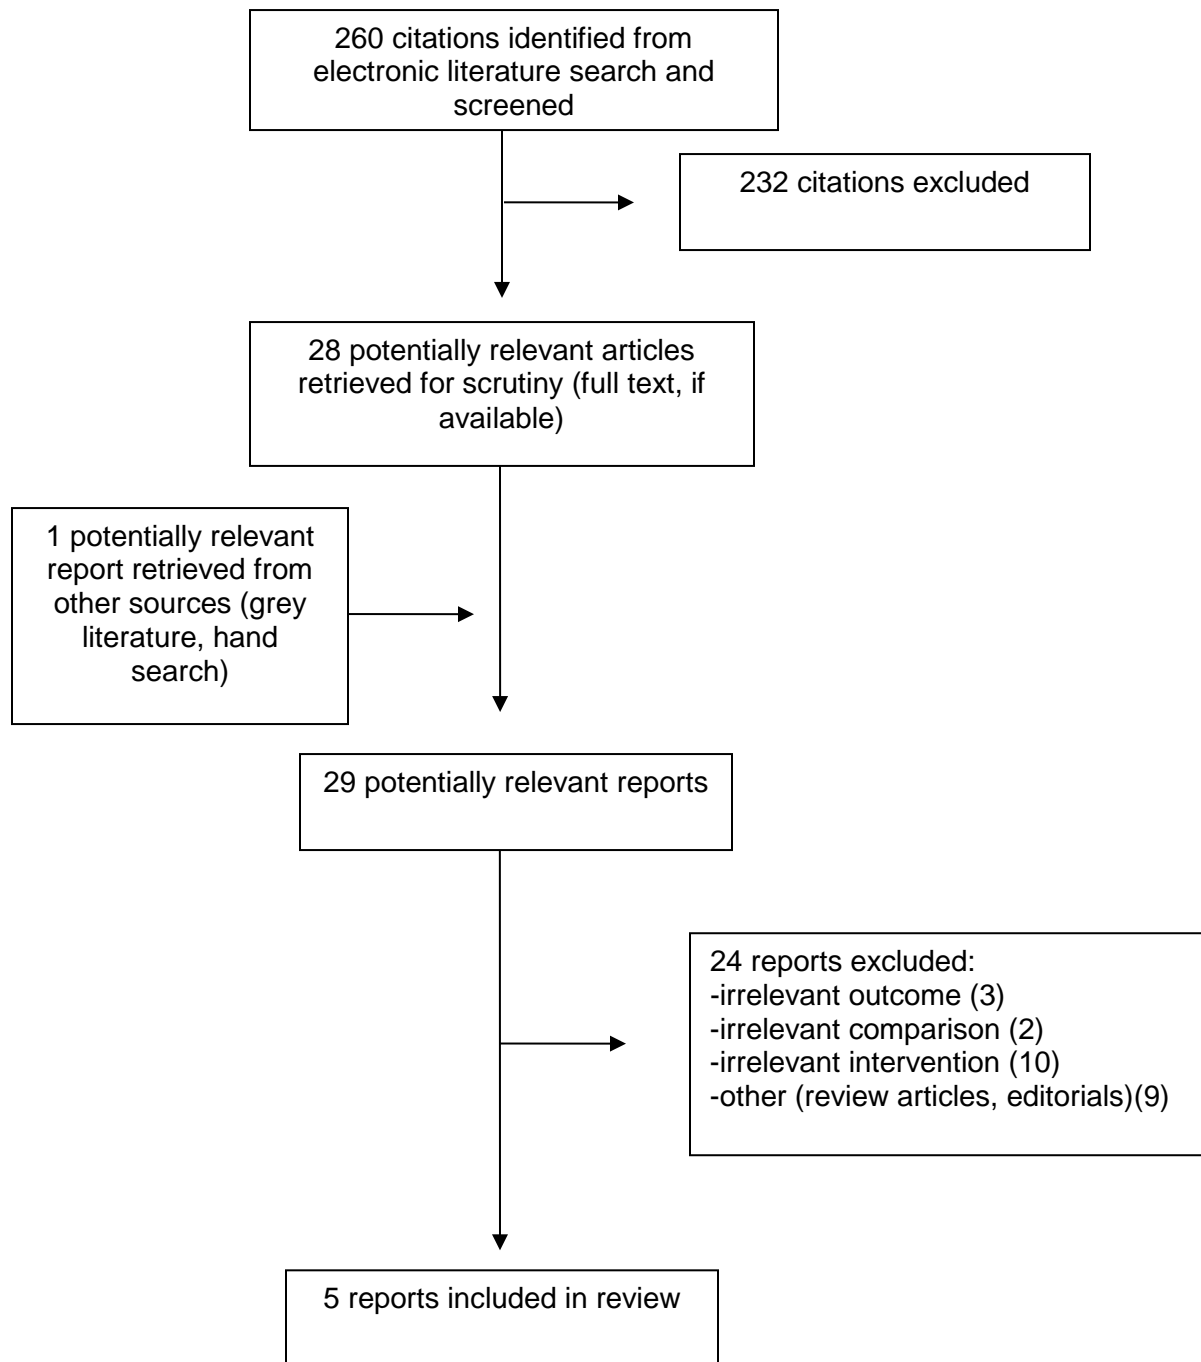 260 citations identified from
electronic literature search and
screened
232 citations excluded
28 potentially relevant articles
retrieved for scrutiny (full text, if
available)
1 potentially relevant
report retrieved from
other sources (grey
literature, hand
search)
29 potentially relevant reports
24 reports excluded:
-irrelevant outcome (3)
-irrelevant comparison (2)
-irrelevant intervention (10)
-other (review articles, editorials)(9)
5 reports included in review